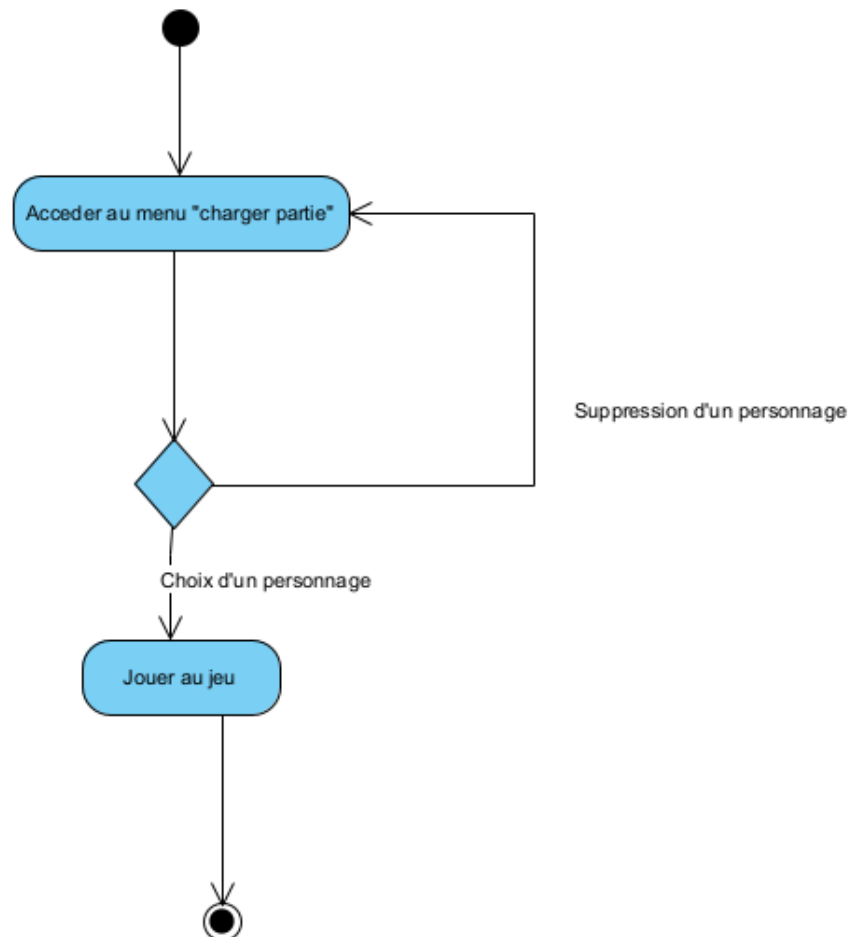 Acceder au menu "charger partie"
Suppression d'un personnage
Choix d'un personnage
Jouer au jeu